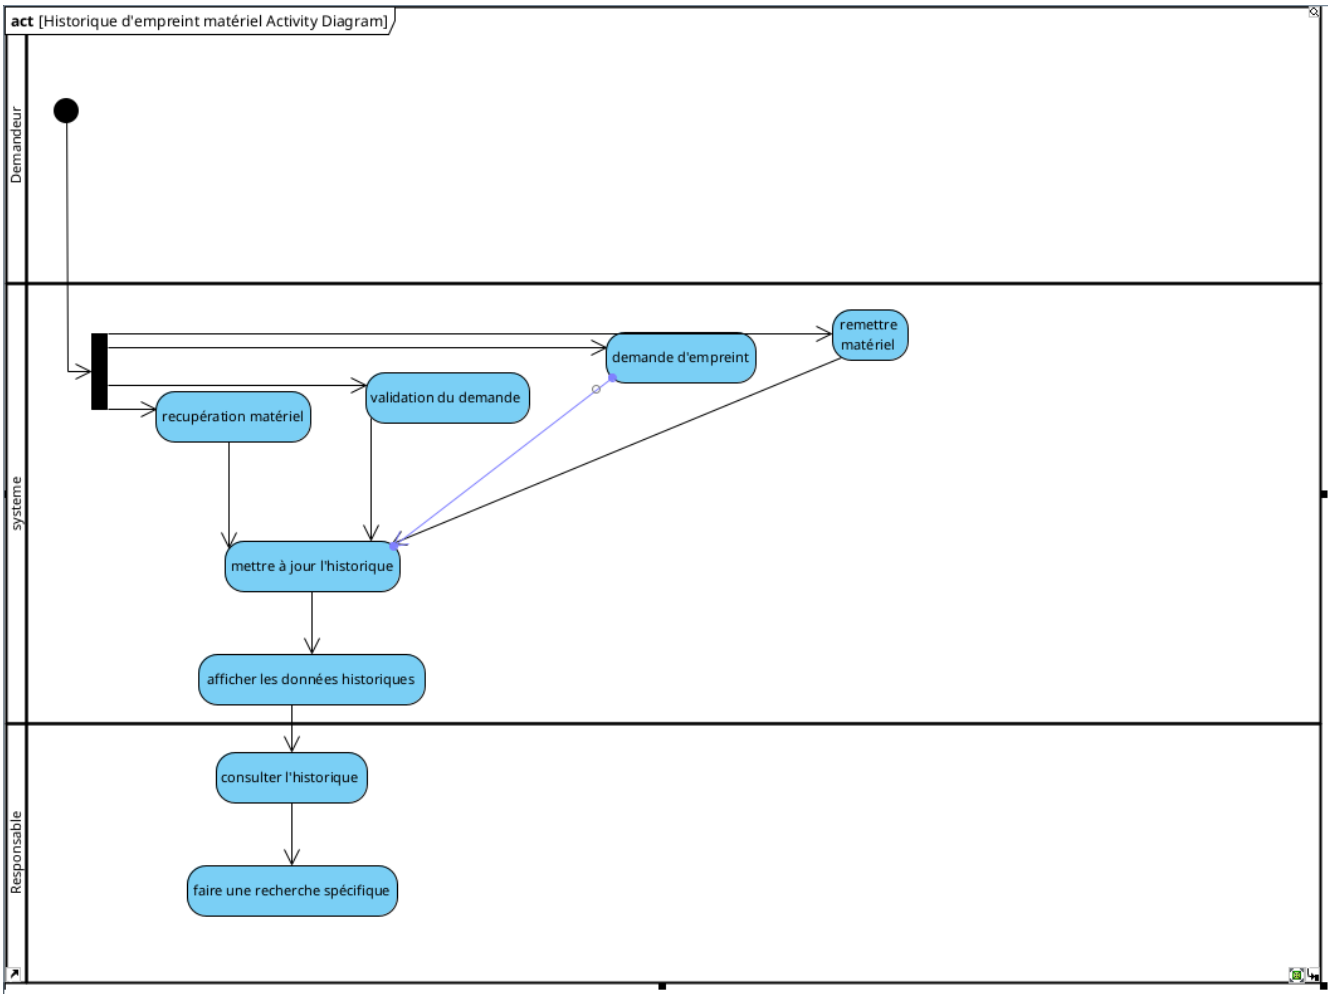 act [Historique d'empreint matériel Activity Diagram]
Demandeur
systeme
remettre
matériel
demande d'empreint
validation du demande
recupération matériel
mettre à jour l'historique
afficher les données historiques
Responsable
consulter l'historique
faire une recherche spécifique